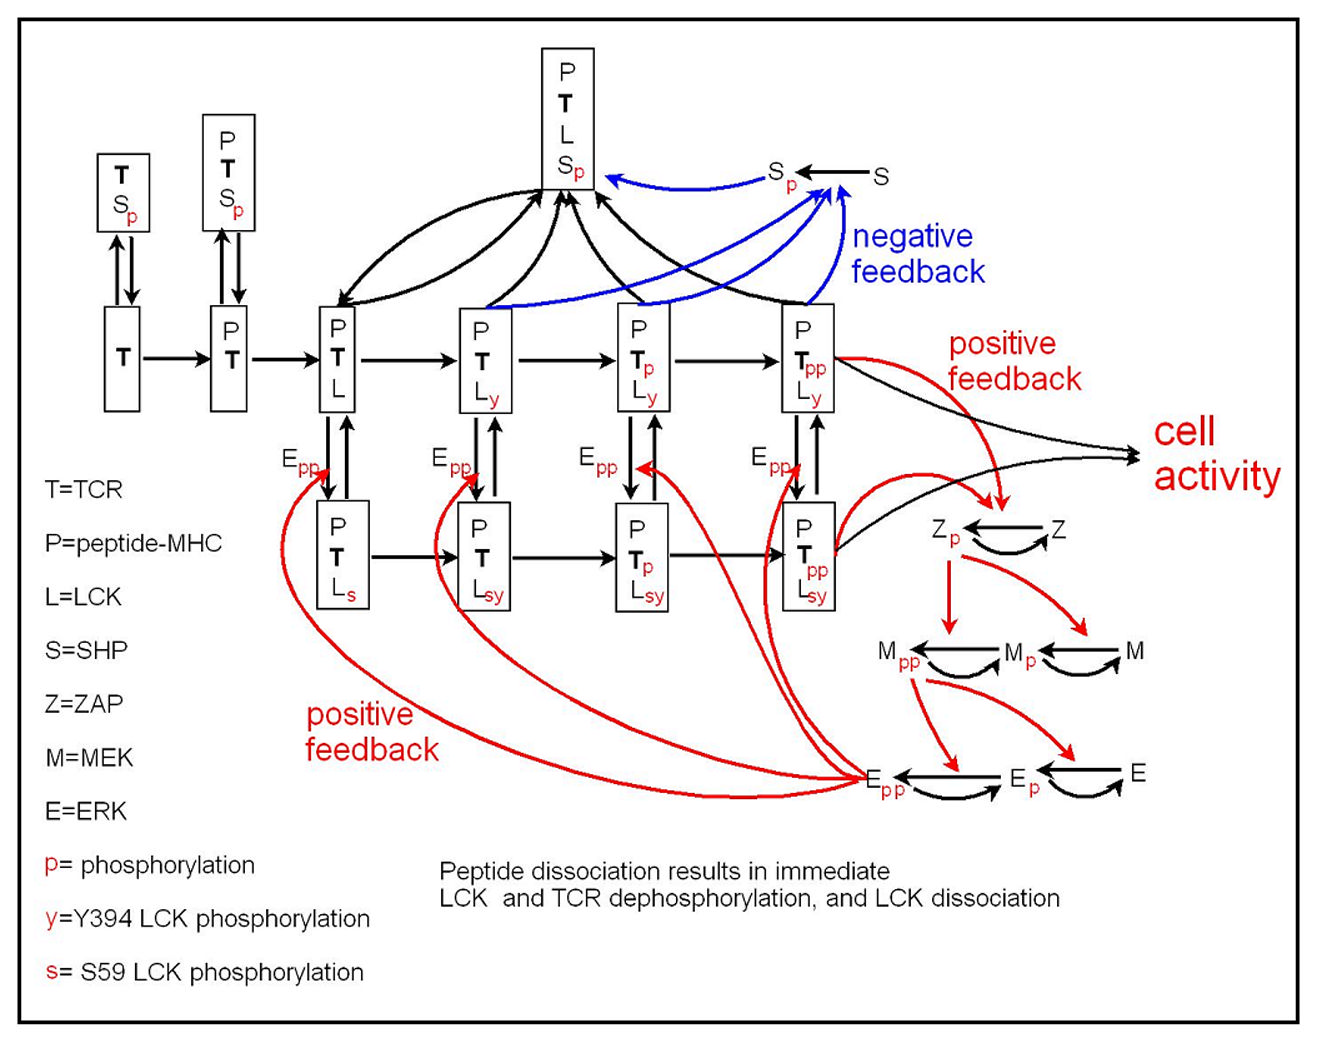 P
T
L
Sp
T
Sp
P
T
Sp
Sp
S
negative
feedback
T
P
T
P
T
L
P
T
Ly
P
Tp
Ly
P
Tpp
Ly
positive
feedback
cell
activity
Epp
Epp
Epp
Epp
P
T
Ls
P
T
Lsy
P
Tp
Lsy
P
Tpp
Lsy
Zp
Z
Mpp
Mp
M
Epp
Ep
E
positive
feedback
T=TCR
P=peptide-MHC
L=LCK
S=SHP
Z=ZAP
M=MEK
E=ERK
p= phosphorylation
y=Y394 LCK phosphorylation
s= S59 LCK phosphorylation
Peptide dissociation results in immediate
LCK and TCR dephosphorylation, and LCK dissociation